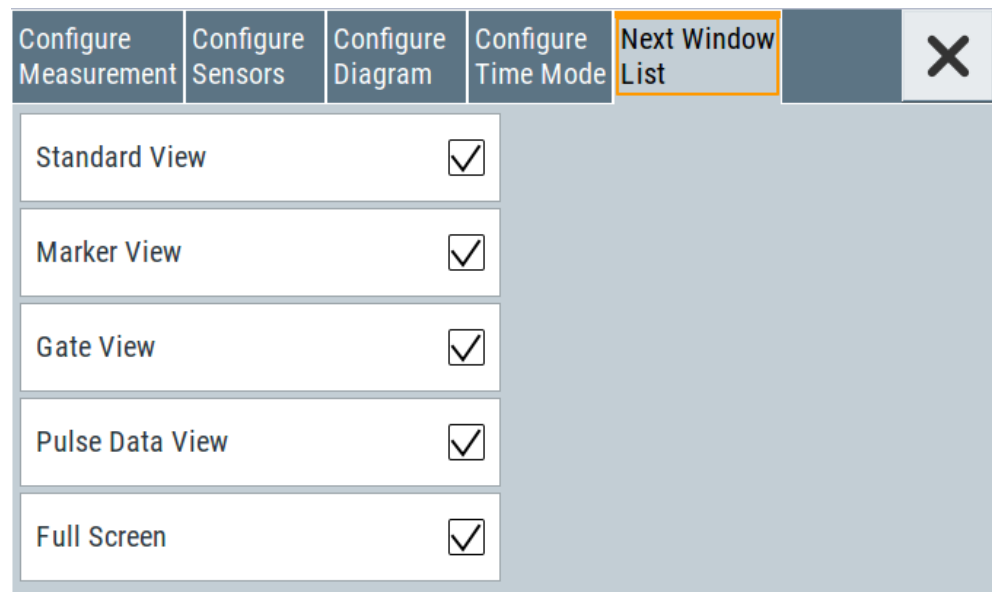 Configure
Measurement
Configure
Sensors
Configure
Diagram
Configure
Time Mode
Next Window
List
Standard View
Marker View
Gate View
Pulse Data View
Full Screen